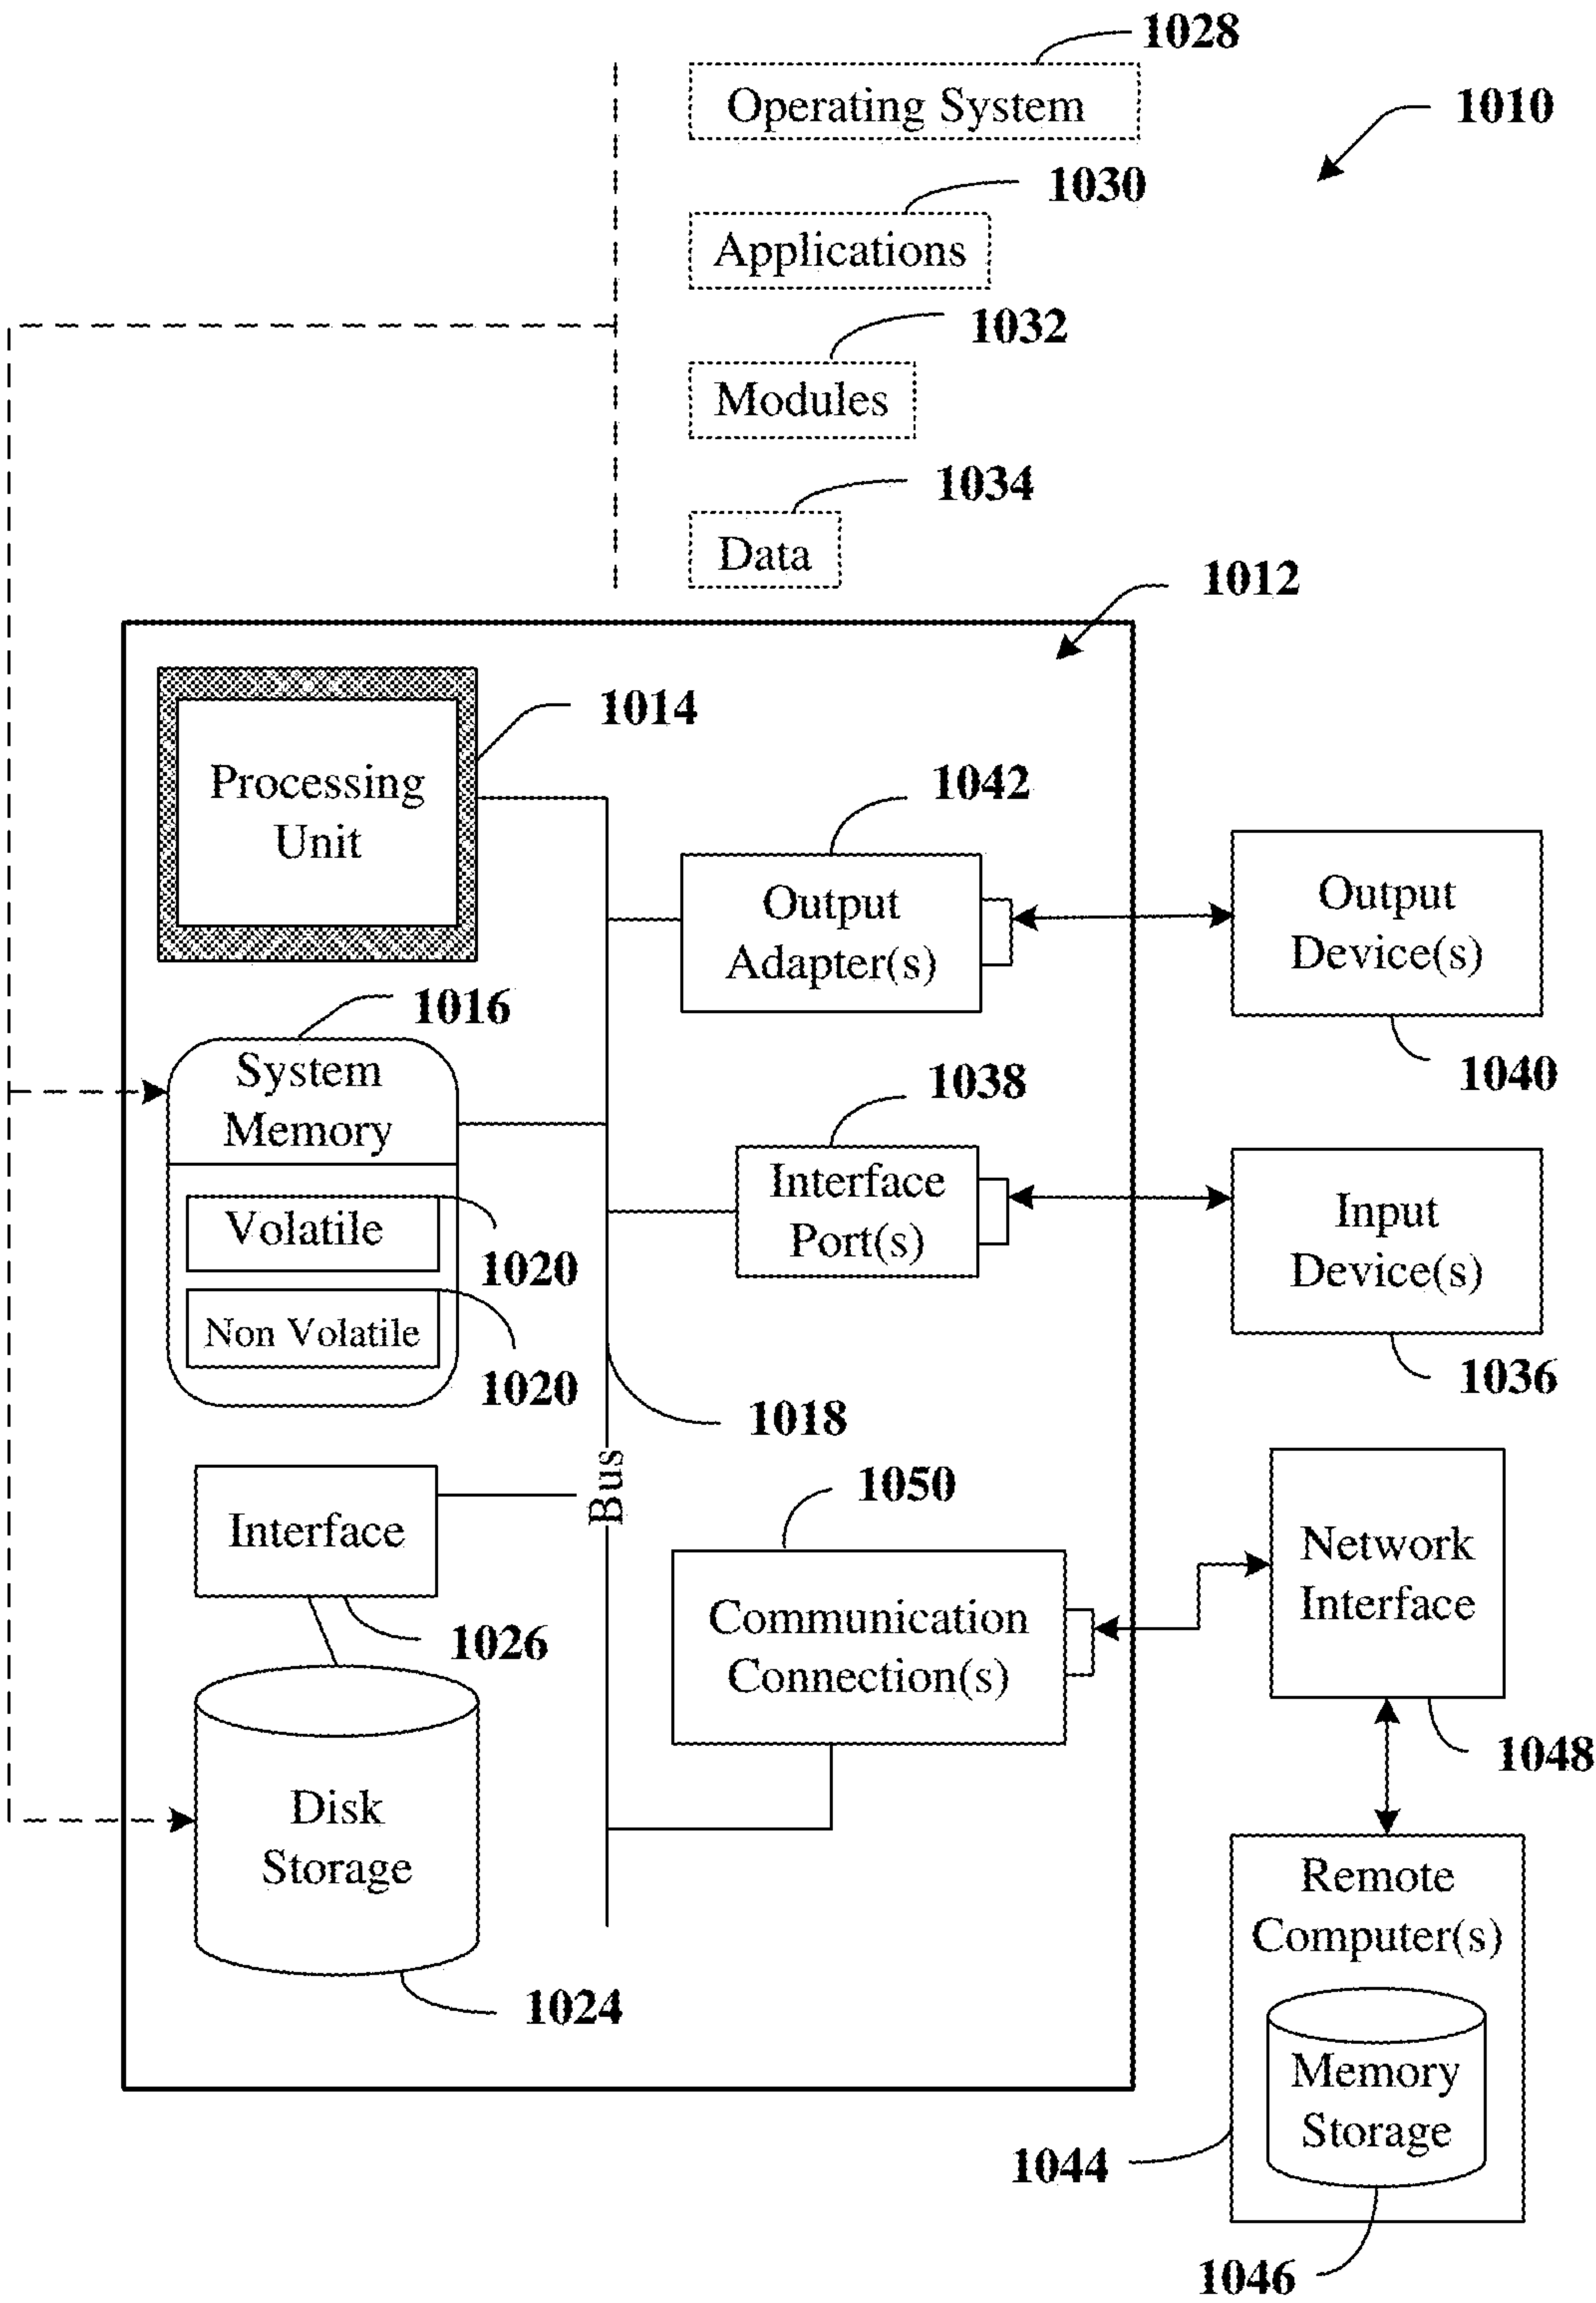 1028
Operating System
1010
1030
Applications
1032
Modules
1034
Data
1012
1014
Processing
Unit
1042
Output
Adapter(s)
Output
Device(s)
1040
1016
System
Memory
1038
Interface
Port(s)
Input
Device(s)
1036
Volatile
1020
Non Volatile
1020
1018
Bus
Interface
1026
1050
Communication
Connection(s)
Network
Interface
1048
Disk
Storage
1024
Remote
Computer(s)
Memory
Storage
1044
1046